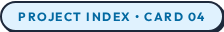 PROJECT INDEX • CARD 04